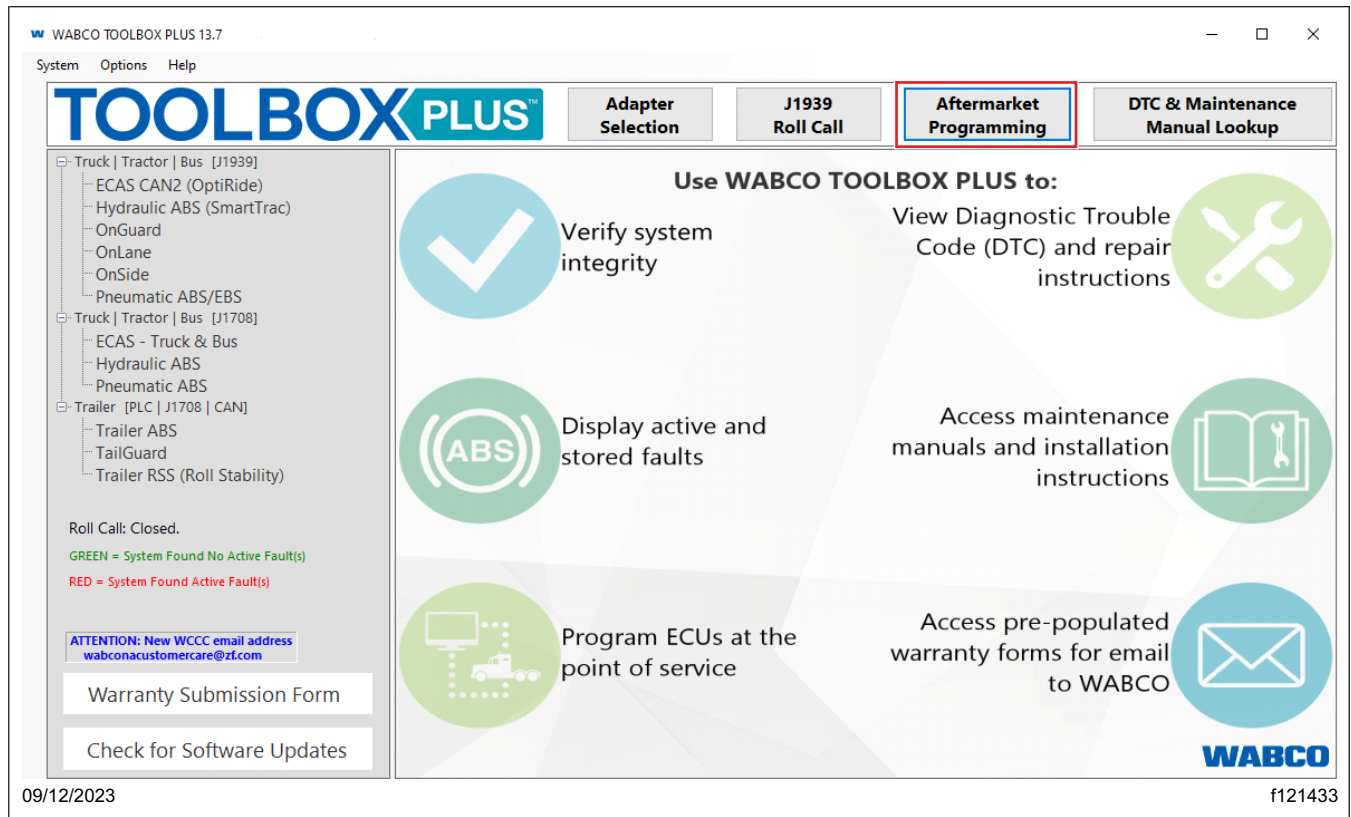 W WABCO TOOLBOX PLUS 13.7
System Options Help
TOOLBOX PLUS™
Adapter
Selection
J1939
Roll Call
Aftermarket
Programming
DTC & Maintenance
Manual Lookup
Truck | Tractor | Bus [J1939]
ECAS CAN2 (OptiRide)
Hydraulic ABS (SmartTrac)
OnGuard
OnLane
OnSide
Pneumatic ABS/EBS
Truck | Tractor | Bus [J1708]
ECAS - Truck & Bus
Hydraulic ABS
Pneumatic ABS
Trailer [PLC | J1708 | CAN]
Trailer ABS
TailGuard
Trailer RSS (Roll Stability)
Roll Call: Closed.
GREEN = System Found No Active Fault(s)
RED = System Found Active Fault(s)
ATTENTION: New WCCC email address
wabconacustomercare@zf.com
Warranty Submission Form
Check for Software Updates
Use WABCO TOOLBOX PLUS to:
Verify system
integrity
View Diagnostic Trouble
Code (DTC) and repair
instructions
ABS
Display active and
stored faults
Access maintenance
manuals and installation
instructions
Program ECUs at the
point of service
Access pre-populated
warranty forms for email
to WABCO
WABCO
09/12/2023
f121433